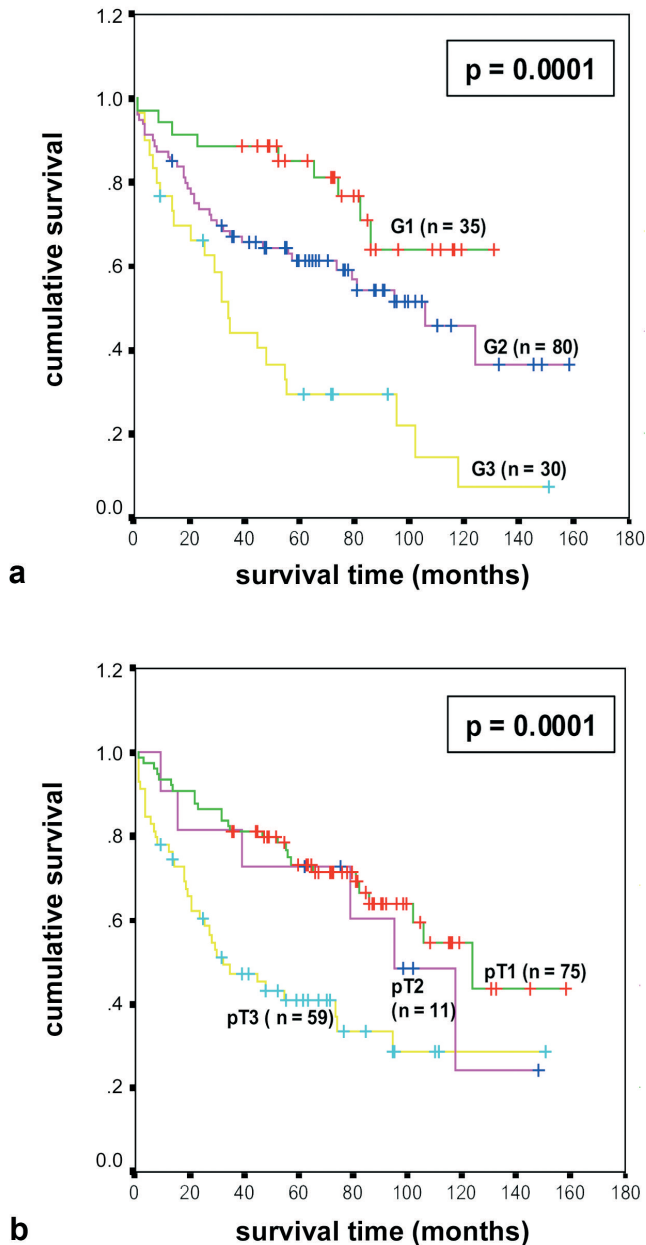 1.2
p = 0.0001
1.0
.8
G1 (n = 35)
.6
cumulative survival
.4
G2 (n = 80)
.2
G3 (n = 30)
0.0
0 20 40 60 80 100 120 140 160 180
a
survival time (months)
1.2
p = 0.0001
1.0
.8
cumulative survival
.6
pT1 (n = 75)
pT2
(n = 11)
.4
pT3 ( n = 59)
.2
0.0
0 20 40 60 80 100 120 140 160 180
b
survival time (months)